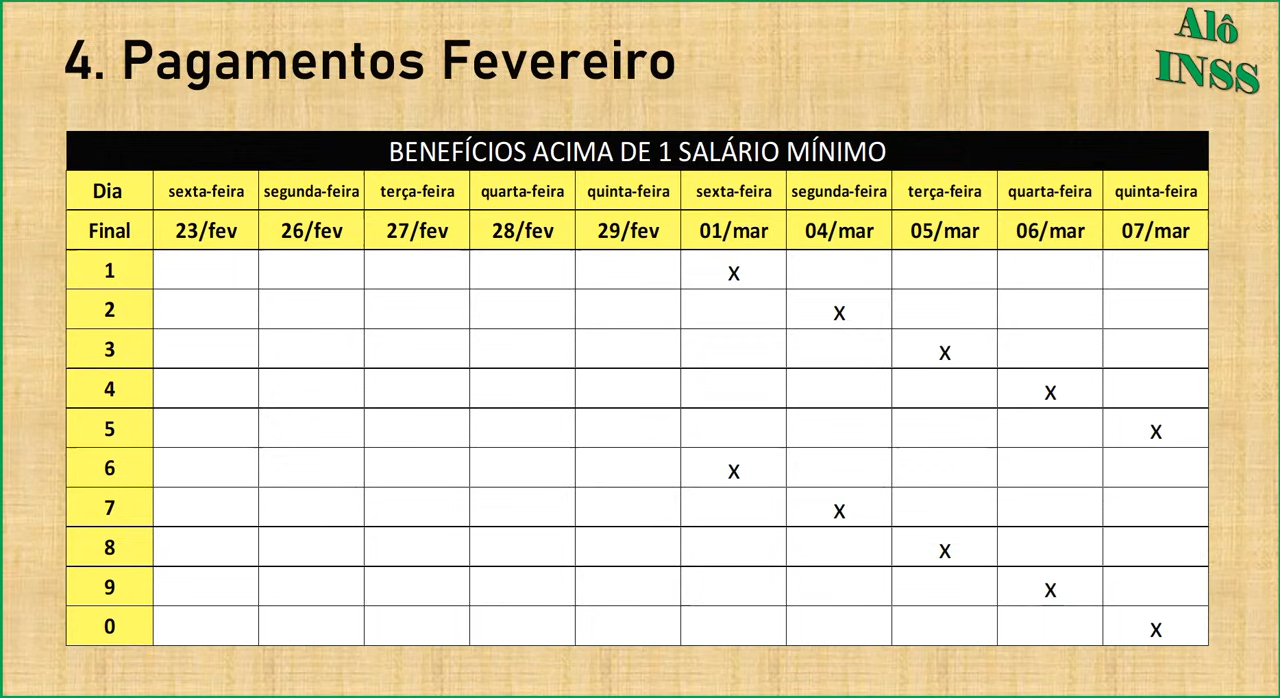 4. Pagamentos Fevereiro
Alô
INSS
BENEFÍCIOS ACIMA DE 1 SALÁRIO MÍNIMO
Dia sexta-feira segunda-feira terça-feira quarta-feira quinta-feira sexta-feira segunda-feira terça-feira quarta-feira quinta-feira
Final 23/fev 26/fev 27/fev 28/fev 29/fev 01/mar 04/mar 05/mar 06/mar 07/mar
1 x
2 x
3 x
4 x
5 x
6 x
7 x
8 x
9 x
0 x